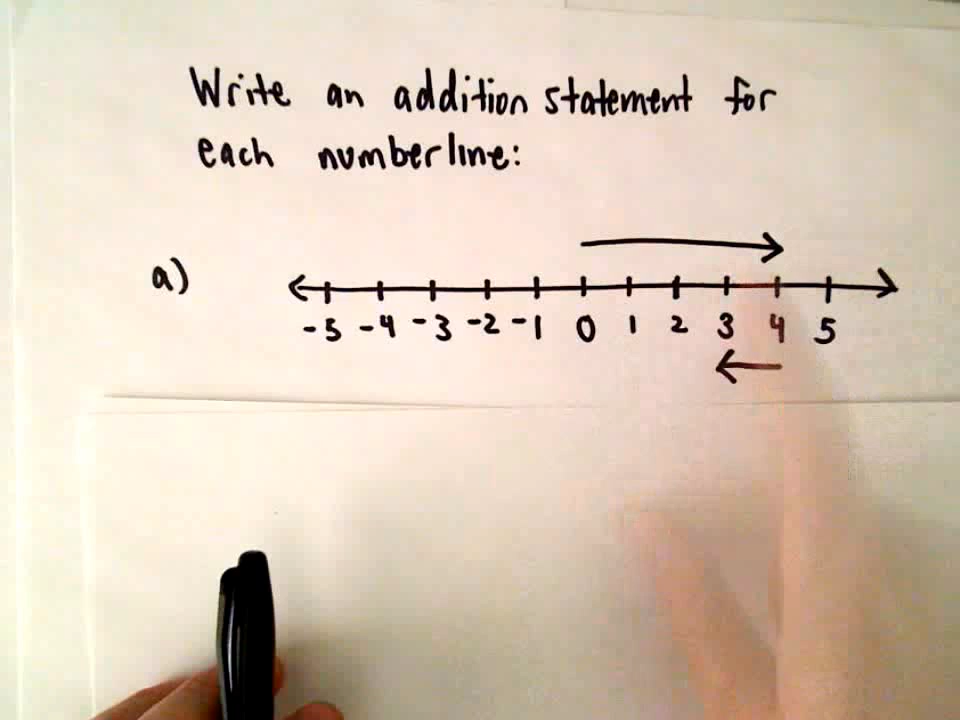 Write an addition statement for
each numberline:
a)
-5 -4 -3 -2 -1 0 1 2 3 4 5